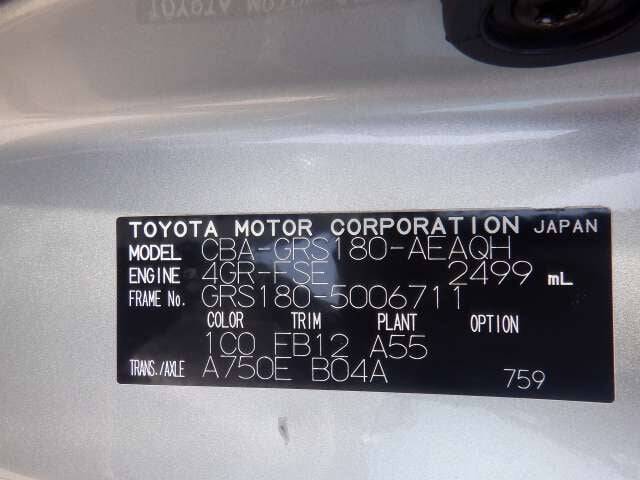 TOYOTA MOTOR CORPORATION JAPAN
MODEL CBA-GRS180-AEAQH
ENGINE 4GR-FSE 2499 mL
FRAME No. GRS180-5006711
COLOR TRIM PLANT OPTION
1C0 FB12 A55
TRANS./AXLE A750E B04A 759